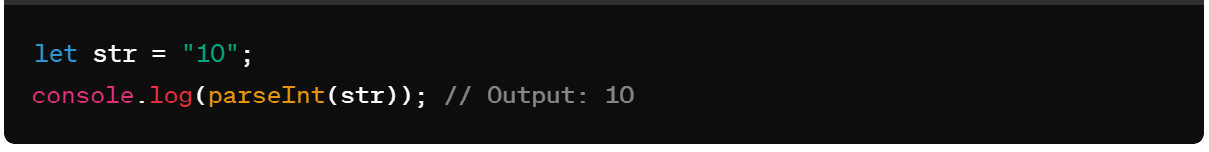 let str = "10";
console.log(parseInt(str)); // Output: 10